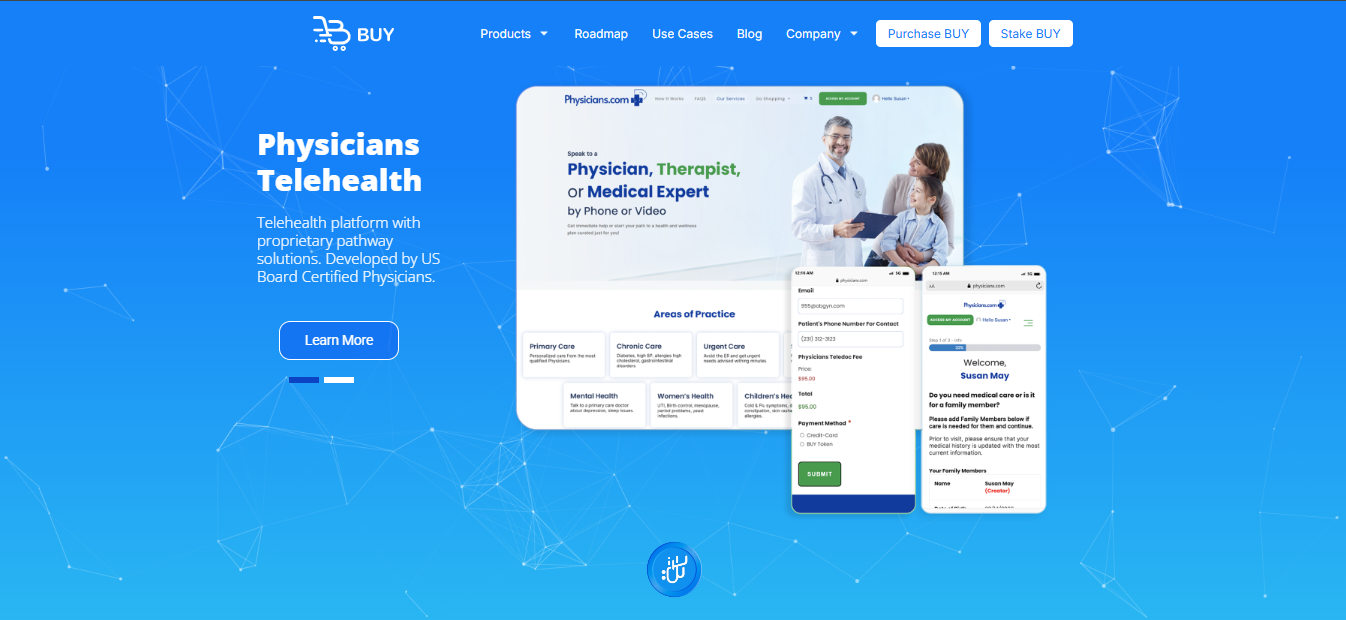 BUY
Products
Roadmap
Use Cases
Blog
Company
Purchase BUY
Stake BUY
Physicians
Telehealth
Telehealth platform with
proprietary pathway
solutions. Developed by US
Board Certified Physicians.
Learn More
Physicians.com
How It Works
FAQS
Our Services
Go Shopping
0
ACCESS MY ACCOUNT
Hello Susan
Speak to a
Physician, Therapist,
or Medical Expert
by Phone or Video
Get immediate help or start your path to a health and wellness
plan curated just for you!
Areas of Practice
Primary Care
Personalized care from the most
qualified Physicians.
Chronic Care
Diabetes, high BP, allergies high
cholesterol, gastrointestinal
disorders
Urgent Care
Avoid the ER and get urgent
needs advised withing minutes.
Mental Health
Talk to a primary care doctor
about depressive, sleep issues.
Women's Health
UTI, Birth control, menopause,
period problems, yeast
infections.
Children's Hea
Cold & Flu symptoms, d
constipation, skin rashe
allergies
12:15 AM
5G
physicians.com
Email
555@obgyn.com
Patient's Phone Number For Contact
(231) 312-3123
Physicians Teledoc Fee
Price:
$95.00
Total
$95.00
Payment Method *
Credit-Card
BUY Token
SUBMIT
12:15 AM
5G
AA
physicians.com
Physicians.com
ACCESS MY ACCOUNT
Hello Susan
Step 1 of 3 - Info
33%
Welcome,
Susan May
Do you need medical care or is it
for a family member?
Please add Family Members below if
care is needed for them and continue.
Prior to visit, please ensure that your
medical history is updated with the most
current information.
Your Family Members
Name
Susan May
(Creator)